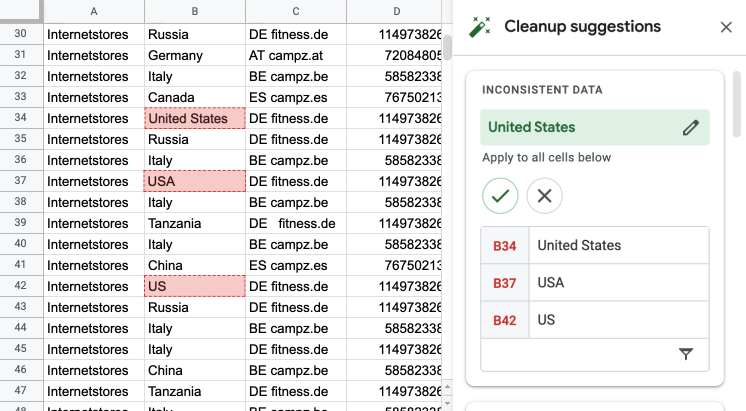 A B C D
30 Internetstores Russia DE fitness.de 114973826
31 Internetstores Germany AT campz.at 72084805
32 Internetstores Italy BE campz.be 58582338
33 Internetstores Canada ES campz.es 76750213
34 Internetstores United States DE fitness.de 114973826
35 Internetstores Russia DE fitness.de 114973826
36 Internetstores Italy BE campz.be 58582338
37 Internetstores USA DE fitness.de 114973826
38 Internetstores Italy BE campz.be 58582338
39 Internetstores Tanzania DE fitness.de 114973826
40 Internetstores Italy BE campz.be 58582338
41 Internetstores China ES campz.es 76750213
42 Internetstores US DE fitness.de 114973826
43 Internetstores Russia DE fitness.de 114973826
44 Internetstores Italy BE campz.be 58582338
45 Internetstores Italy DE fitness.de 114973826
46 Internetstores China BE campz.be 58582338
47 Internetstores Tanzania DE fitness.de 114973826
48 Internetstores Italy BE campz.be 58582338
Cleanup suggestions
INCONSISTENT DATA
United States
Apply to all cells below
B34 United States
B37 USA
B42 US